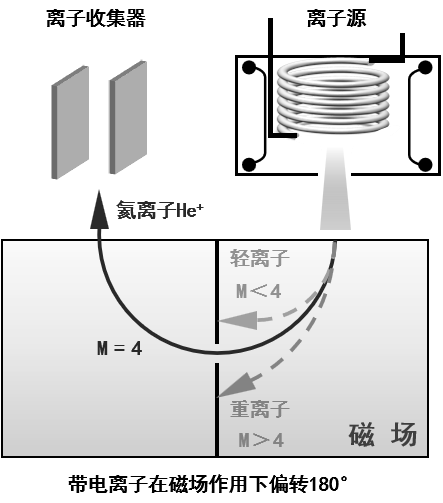 离子收集器
离子源
氦离子He⁺
轻离子
M＜4
M = 4
重离子
M＞4
磁 场
带电离子在磁场作用下偏转180°